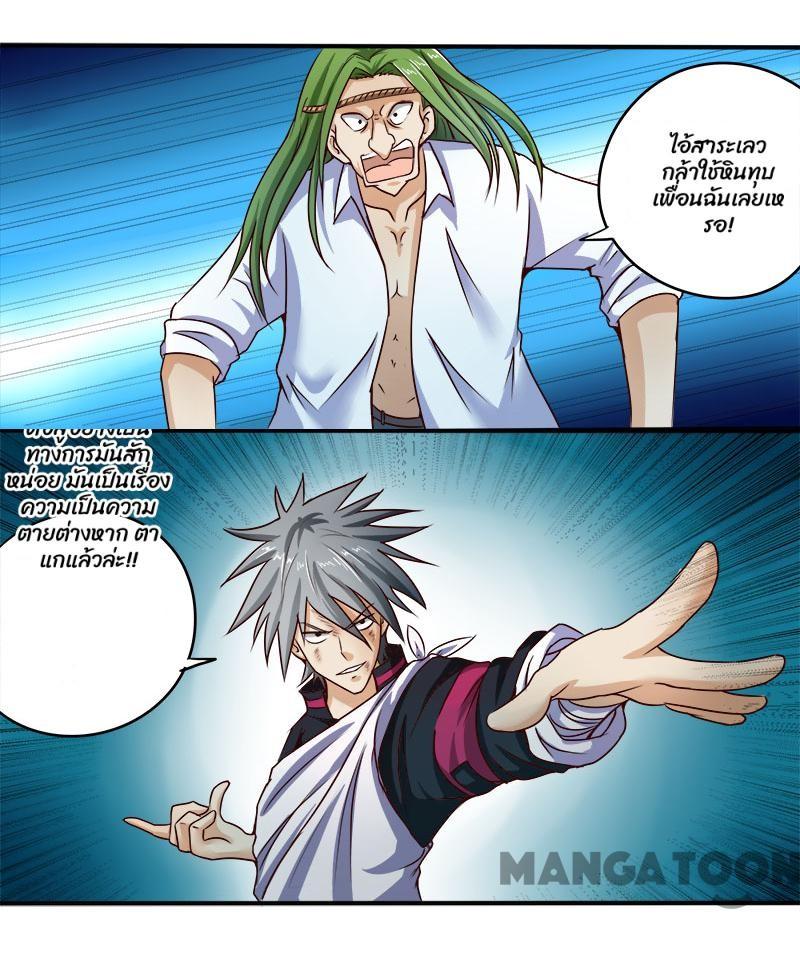 ไอ้สาระเลว
กล้าใช้หินทุบ
เพื่อนฉันเลยเห
รอ!
ทางการมันสัก
หน่อย มันเป็นเรื่อง
ความเป็นความ
ตายต่างหาก ตา
แกแล้วล่ะ!!
MANGATOON